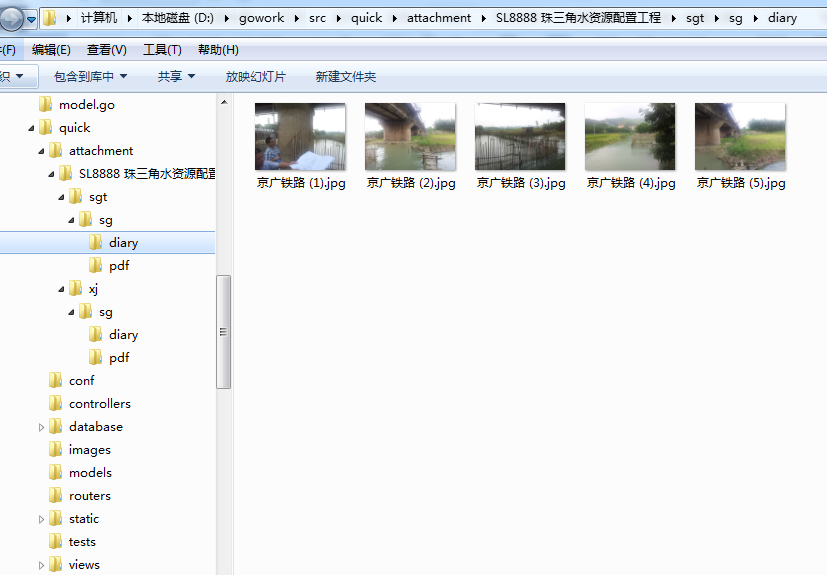 计算机 本地磁盘 (D:) gowork src quick attachment SL8888 珠三角水资源配置工程 sgt sg diary
(F) 编辑(E) 查看(V) 工具(T) 帮助(H)
织 包含到库中 共享 放映幻灯片 新建文件夹
model.go
quick
attachment
SL8888 珠三角水资源配置
sgt
sg
diary
pdf
xj
sg
diary
pdf
conf
controllers
database
images
models
routers
static
tests
views
京广铁路 (1).jpg
京广铁路 (2).jpg
京广铁路 (3).jpg
京广铁路 (4).jpg
京广铁路 (5).jpg